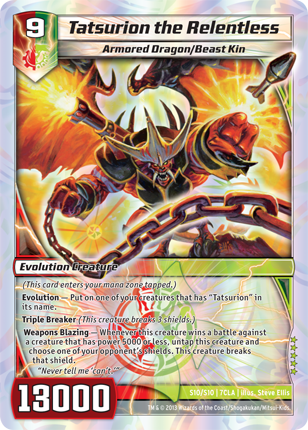 9
Tatsurion the Relentless
Armored Dragon/Beast Kin
Evolution Creature
(This card enters your mana zone tapped.)
Evolution — Put on one of your creatures that has "Tatsurion" in
its name.
Triple Breaker (This creature breaks 3 shields.)
Weapons Blazing — Whenever this creature wins a battle against
a creature that has power 5000 or less, untap this creature and
choose one of your opponent's shields. This creature breaks
that shield.
"Never tell me 'can't.'"
13000
S10/S10 | 7CLA | illus. Steve Ellis
TM & © 2013 Wizards of the Coast/Shogakukan/Mitsui-Kids.